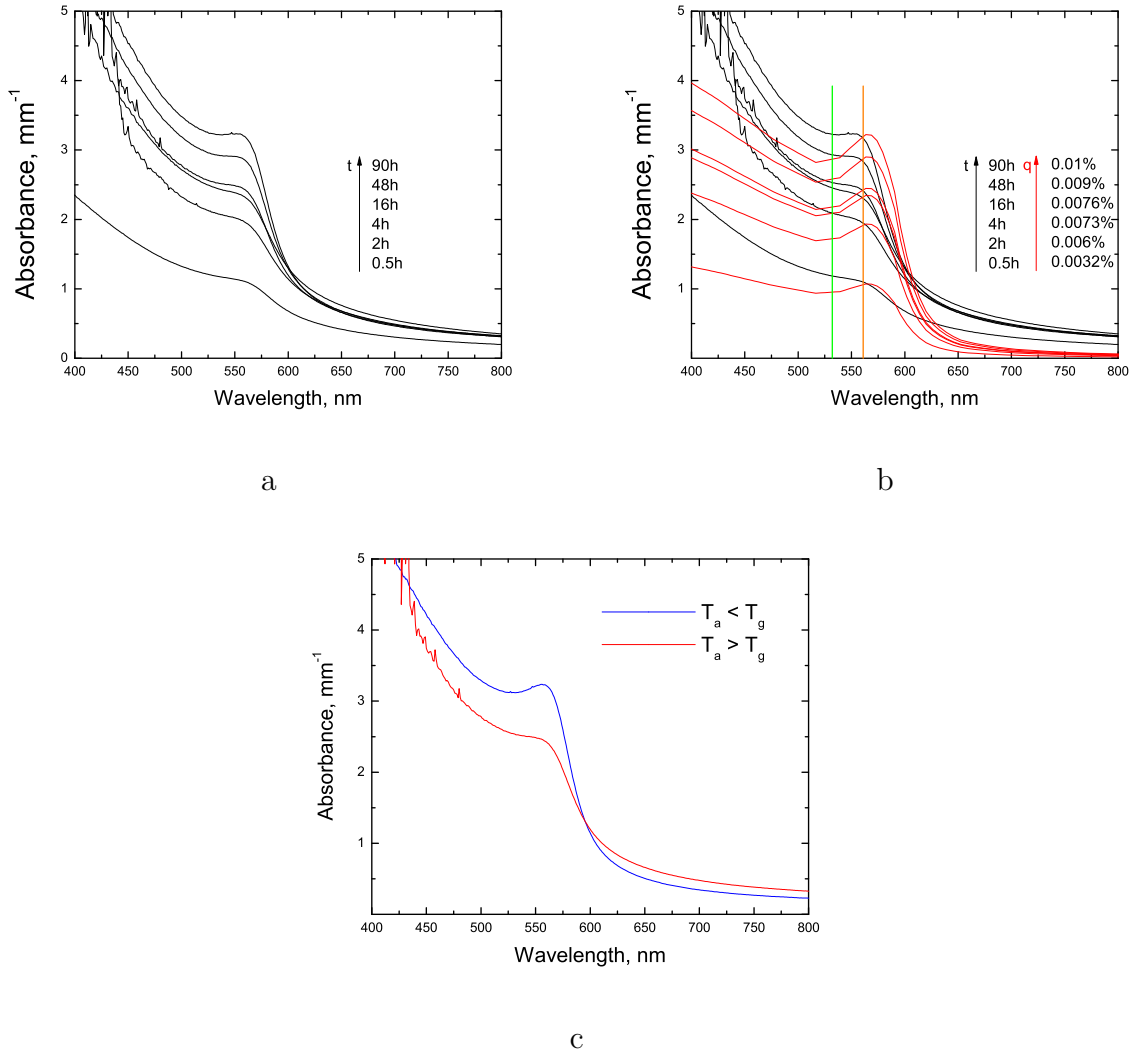 5
4
3
2
1
0
400 450 500 550 600 650 700 750 800
Absorbance, mm-1
Wavelength, nm
t
90h
48h
16h
4h
2h
0.5h
a
5
4
3
2
1
0
400 450 500 550 600 650 700 750 800
Absorbance, mm-1
Wavelength, nm
t 90h q 0.01%
48h 0.009%
16h 0.0076%
4h 0.0073%
2h 0.006%
0.5h 0.0032%
b
5
4
3
2
1
400 450 500 550 600 650 700 750 800
Absorbance, mm-1
Wavelength, nm
Ta < Tg
Ta > Tg
c